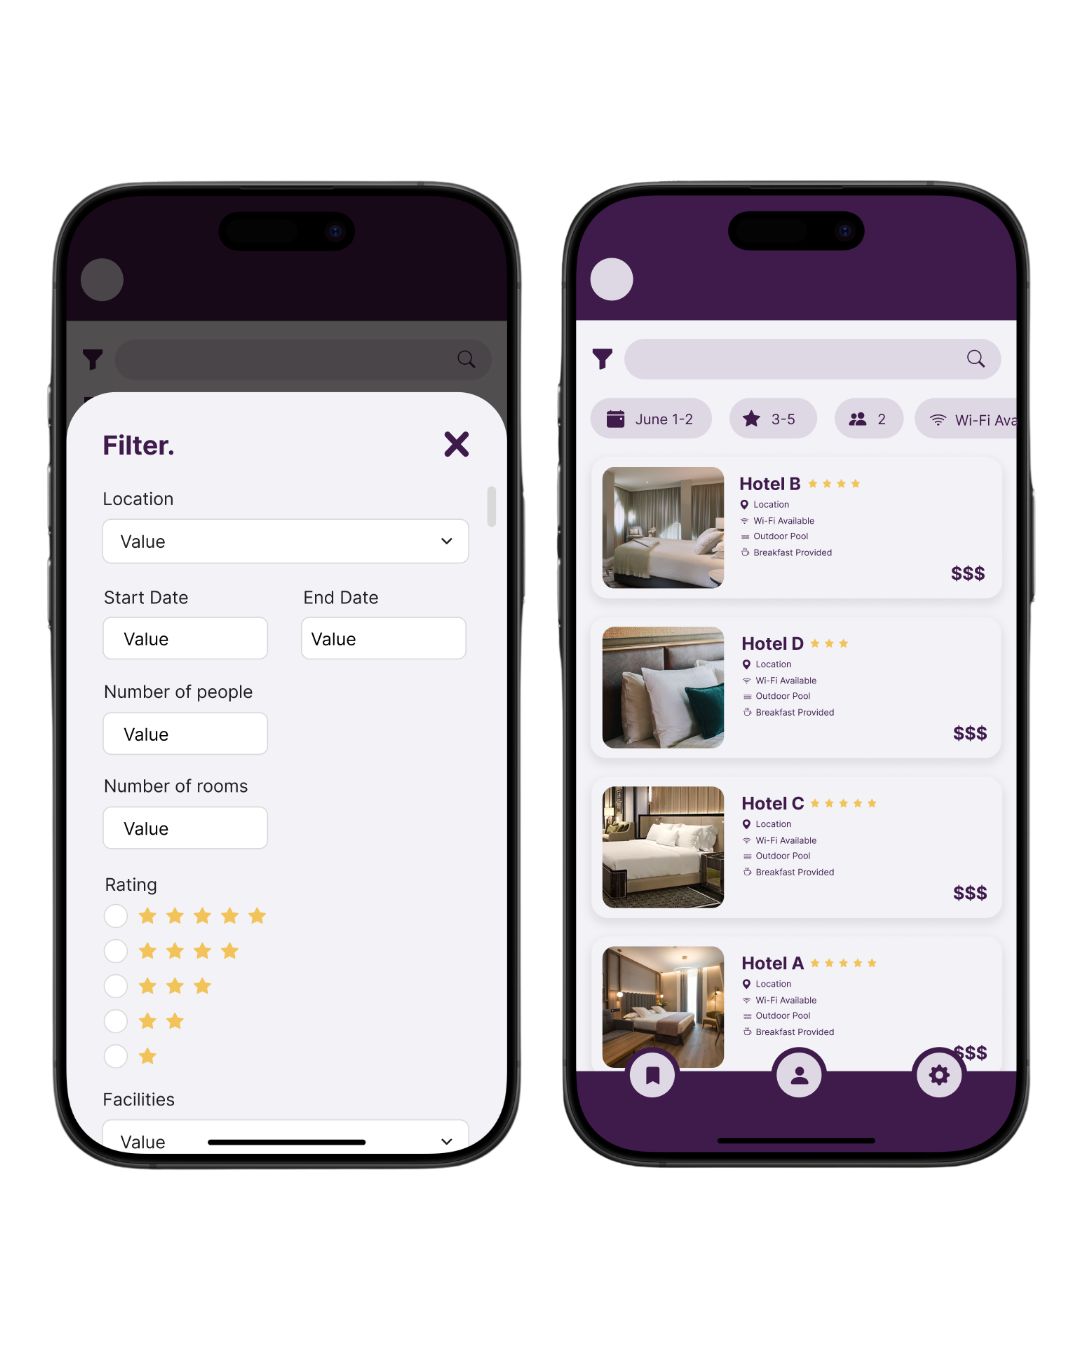 Filter.
Location
Value
Start Date End Date
Value Value
Number of people
Value
Number of rooms
Value
Rating
Facilities
Value
June 1-2 3-5 2 Wi-Fi Ava
Hotel B
Location
Wi-Fi Available
Outdoor Pool
Breakfast Provided
$$$
Hotel D
Location
Wi-Fi Available
Outdoor Pool
Breakfast Provided
$$$
Hotel C
Location
Wi-Fi Available
Outdoor Pool
Breakfast Provided
$$$
Hotel A
Location
Wi-Fi Available
Outdoor Pool
Breakfast Provided
$$$